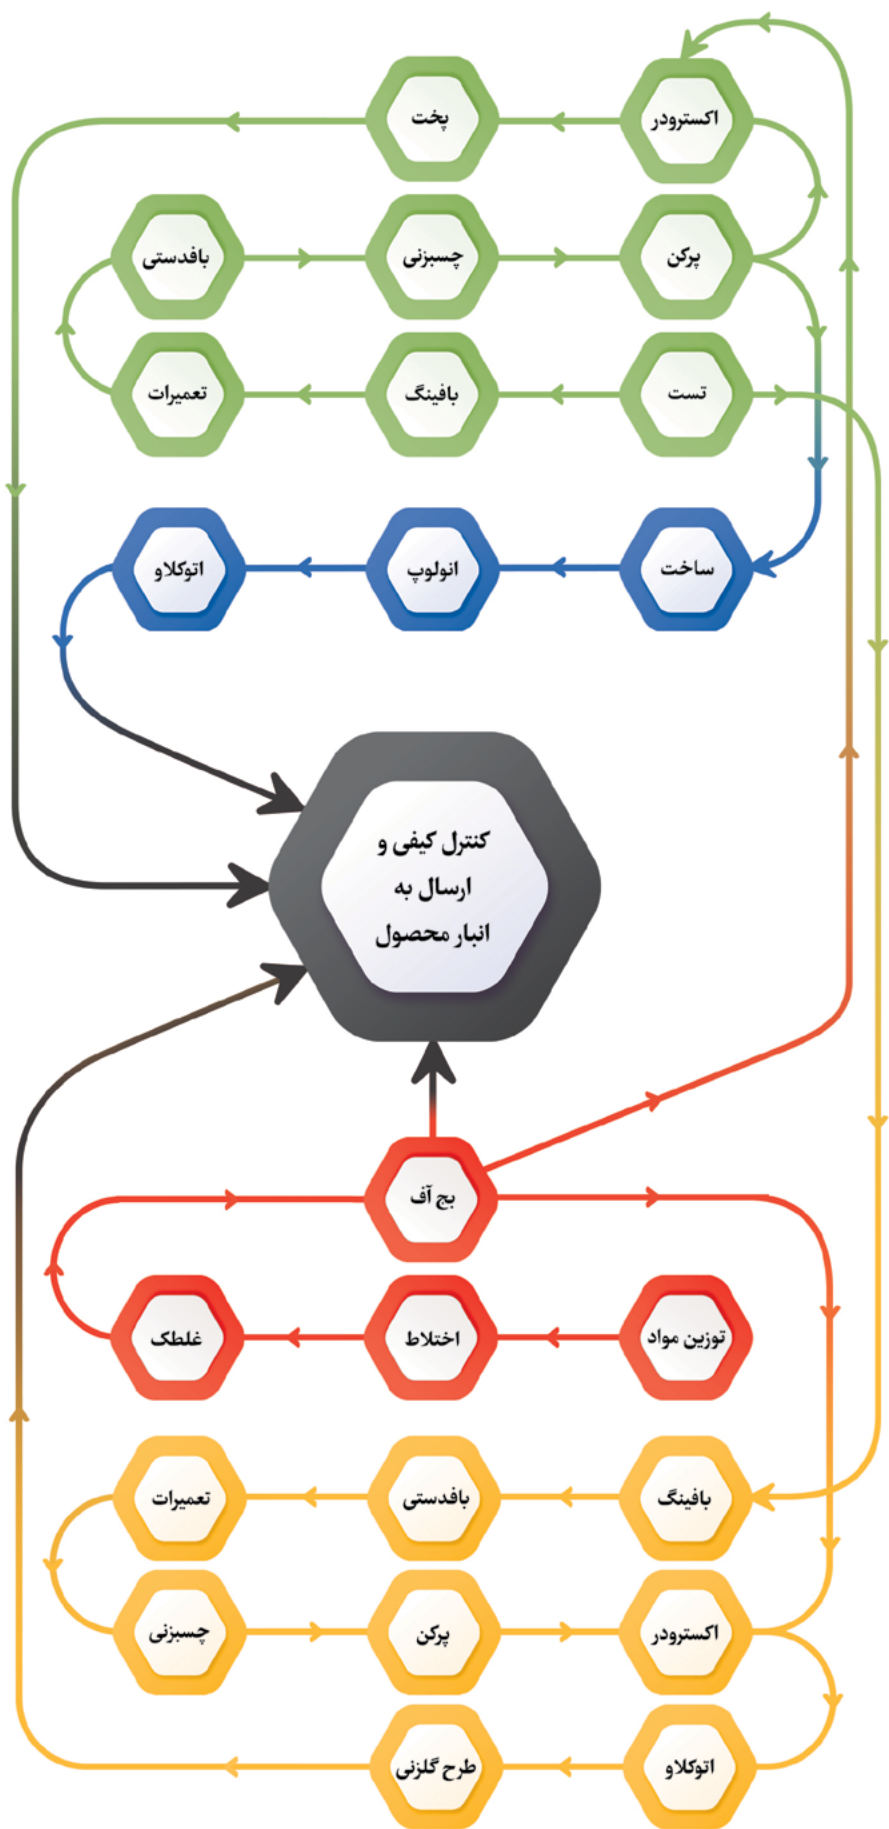 اکسترودر
پخت
پرکن
چسبزنی
بافدستی
تست
بافینگ
تعمیرات
ساخت
انولوپ
اتوکلاو
کنترل کیفی و
ارسال به
انبار محصول
بچ آف
توزین مواد
اختلاط
غلطک
بافینگ
بافدستی
تعمیرات
اکسترودر
پرکن
چسبزنی
اتوکلاو
طرح گلزنی